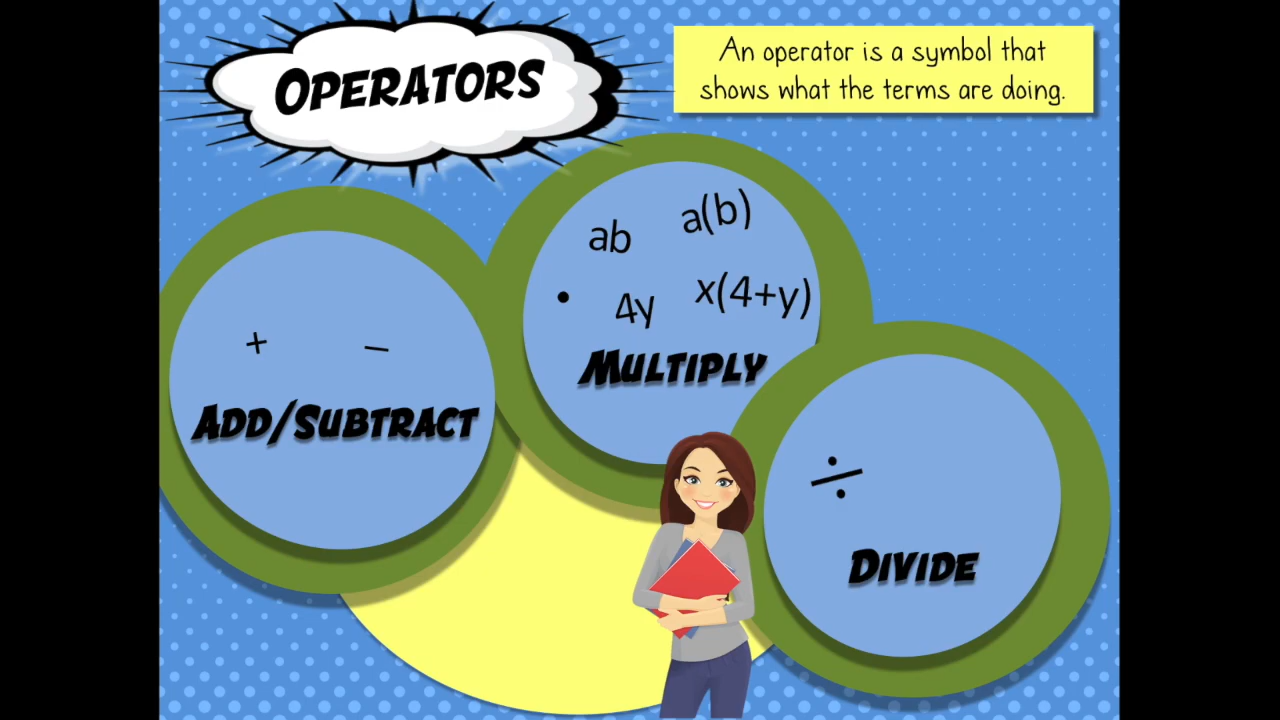 OPERATORS
An operator is a symbol that
shows what the terms are doing.
+ −
ADD/SUBTRACT
ab a(b)
• 4y x(4+y)
MULTIPLY
÷
DIVIDE